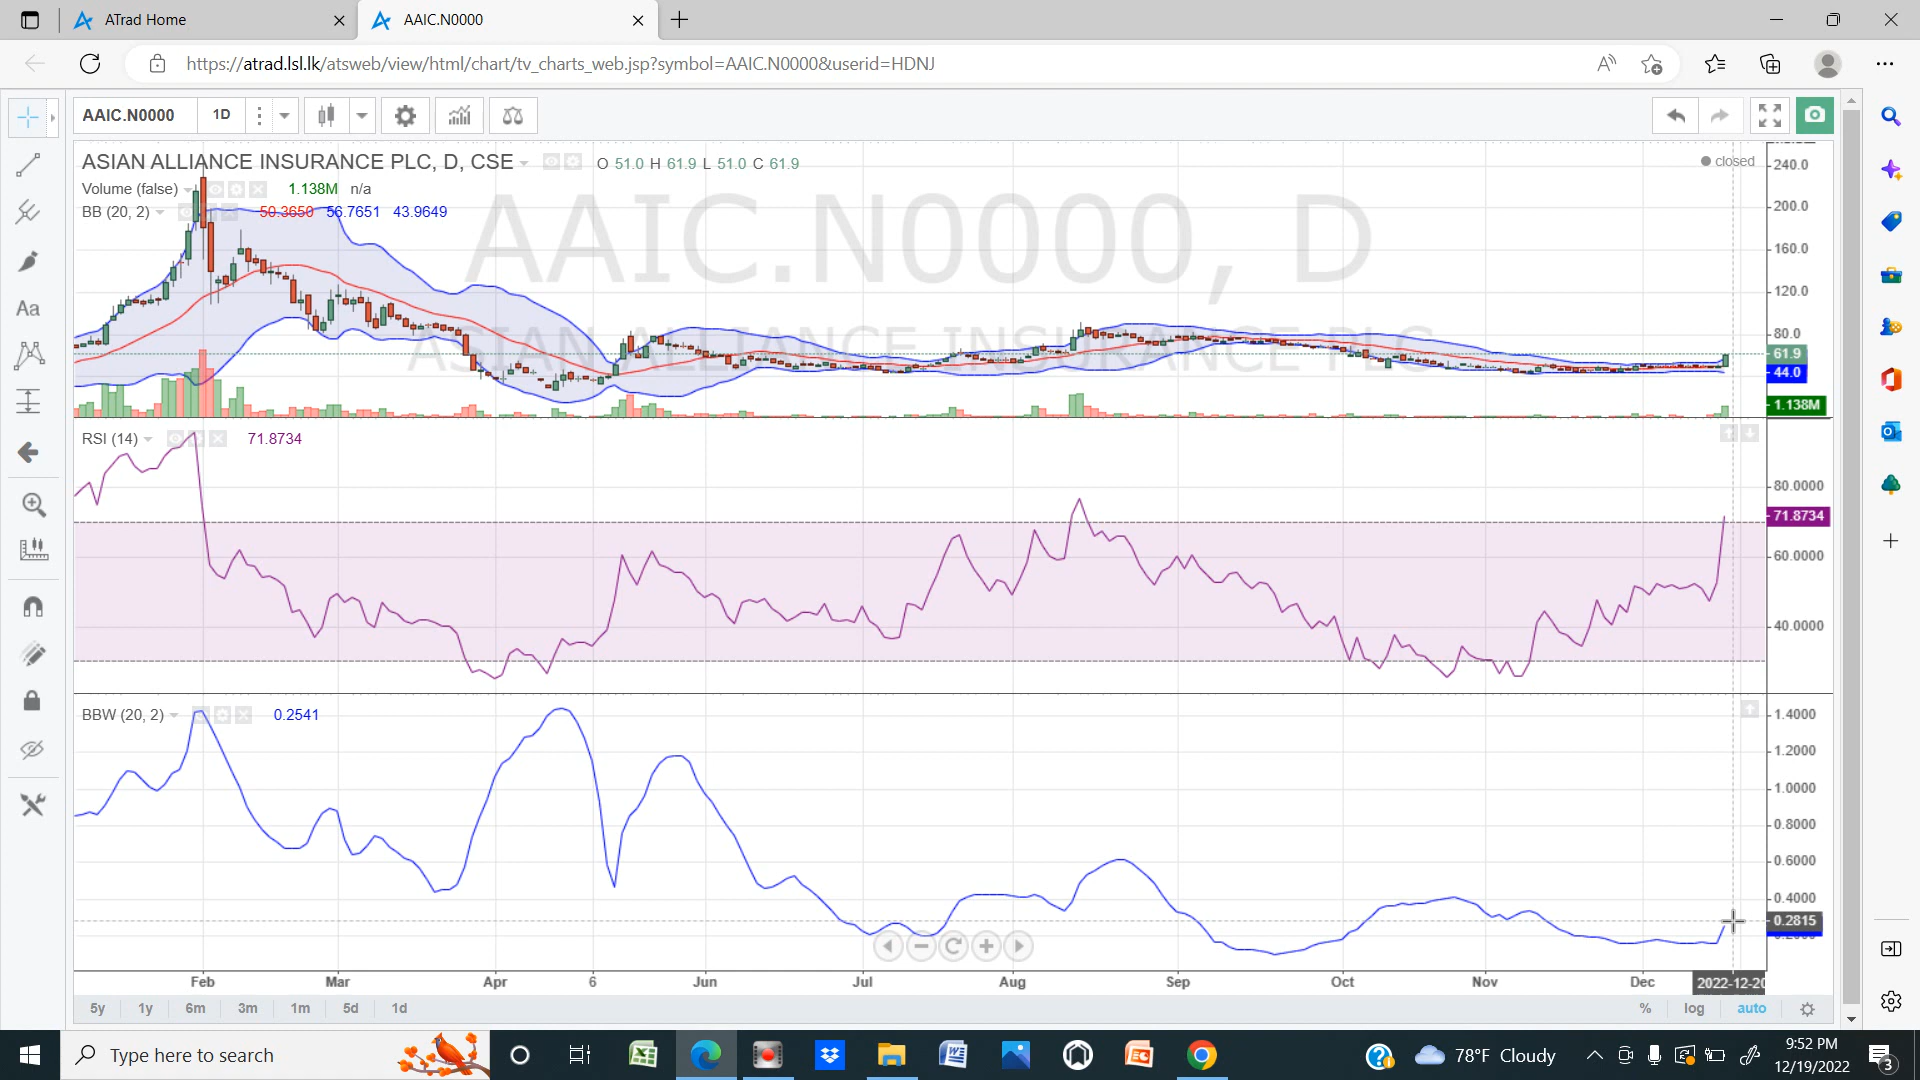 ATrad Home
AAIC.N0000
https://atrad.lsl.lk/atsweb/view/html/chart/tv_charts_web.jsp?symbol=AAIC.N0000&userid=HDNJ
AAIC.N0000 1D
ASIAN ALLIANCE INSURANCE PLC, D, CSE O 51.0 H 61.9 L 51.0 C 61.9
closed
Volume (false) 1.138M n/a
BB (20, 2) 50.3650 56.7651 43.9649
AAIC.N0000, D
ASIAN ALLIANCE INSURANCE PLC
240.0
200.0
160.0
120.0
80.0
61.9
44.0
1.138M
RSI (14) 71.8734
80.0000
71.8734
60.0000
40.0000
BBW (20, 2) 0.2541
1.4000
1.2000
1.0000
0.8000
0.6000
0.4000
0.2815
Feb Mar Apr 6 Jun Jul Aug Sep Oct Nov Dec 2022-12-20
5y 1y 6m 3m 1m 5d 1d % log auto
Aa
Type here to search
78°F Cloudy
9:52 PM
12/19/2022
3